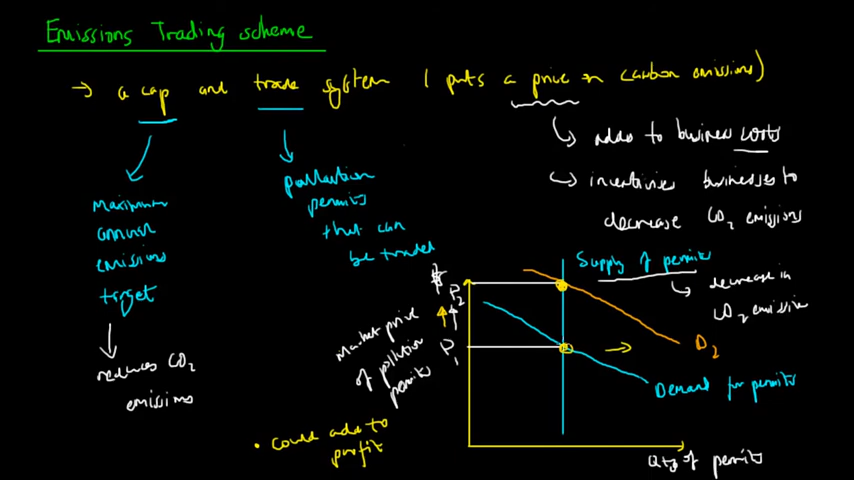 Emissions Trading scheme
→ a cap and trade system ( puts a price on carbon emissions)
adds to business costs
incentivises businesses to
decrease CO2 emissions
maximum
annual
emissions
target
reduces CO2
emissions
pollution
permits
that can
be traded
Supply of permits
decrease in
CO2 emissions
$
P2
P1
Market price
of pollution
permits
D2
Demand for permits
Qty of permits
• Could add to
profit